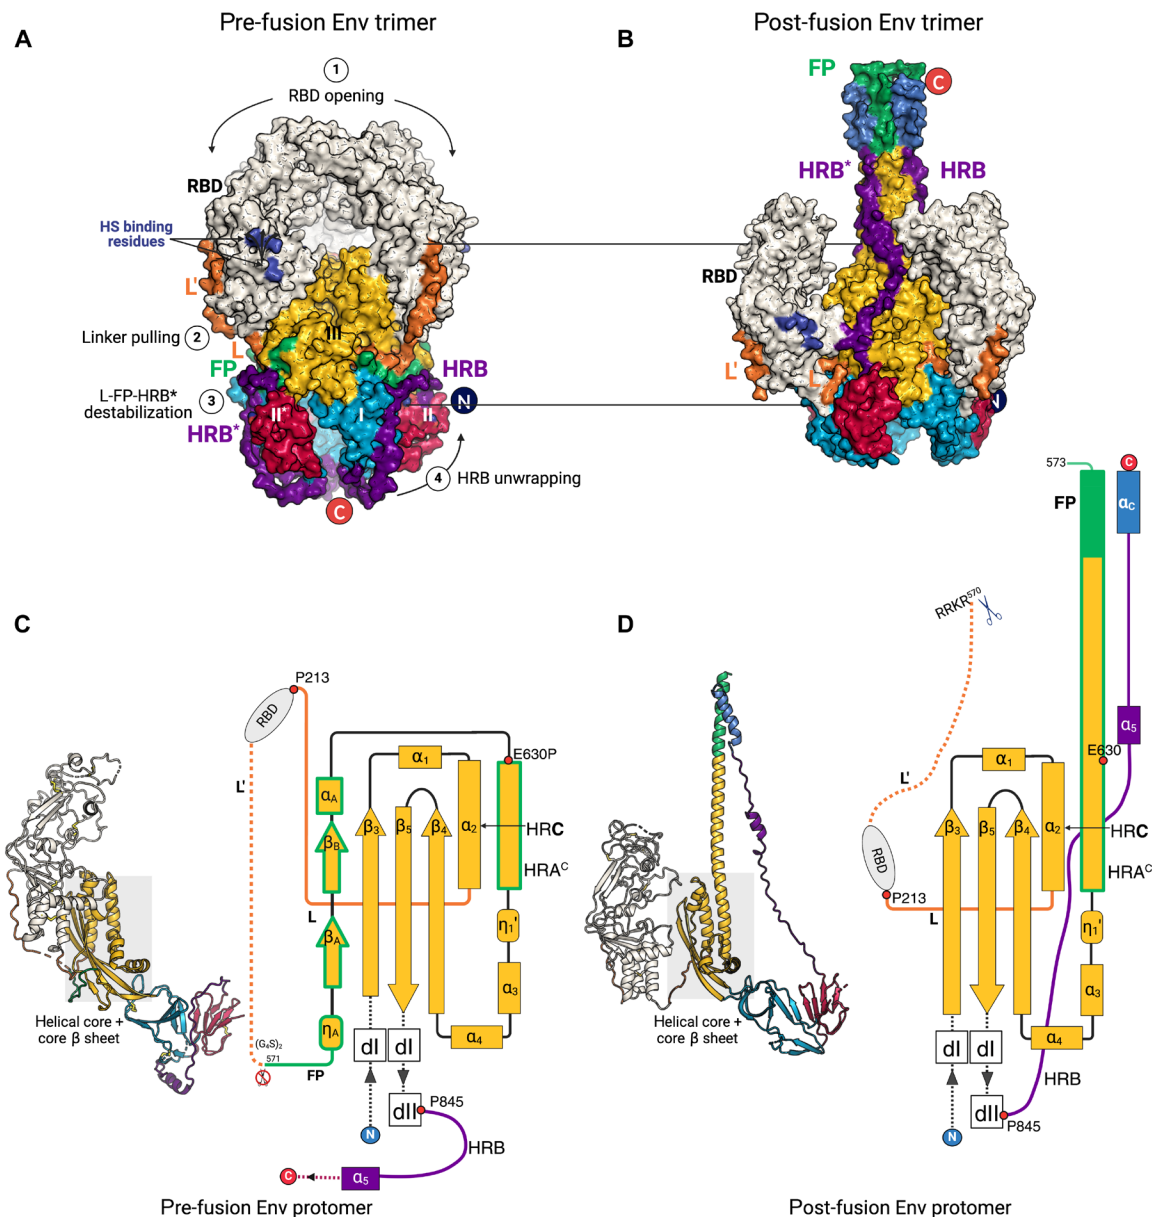 Pre-fusion Env trimer
Post-fusion Env trimer
A
1
RBD opening
RBD
HS binding
residues
L'
Linker pulling 2
L
III
FP
HRB
L-FP-HRB*
destabilization
3
II*
I
II
N
HRB*
4 HRB unwrapping
C
B
FP
C
HRB*
HRB
RBD
L'
L
N
C
P213
RBD
L'
αA
βB
βA
ηA
L
(G₄S)₂
571
FP
α₁
β₃
β₅
β₄
α₂
E630P
HRC
HRAᶜ
η₁'
α₃
α₄
dI
dI
dII
P845
N
HRB
α₅
C
Helical core +
core β sheet
Pre-fusion Env protomer
D
573
C
FP
αC
RRKR⁵⁷⁰
α₅
E630
L'
RBD
P213
L
α₁
β₃
β₅
β₄
α₂
HRC
HRAᶜ
η₁'
α₃
α₄
dI
dI
HRB
dII
P845
N
Helical core +
core β sheet
Post-fusion Env protomer